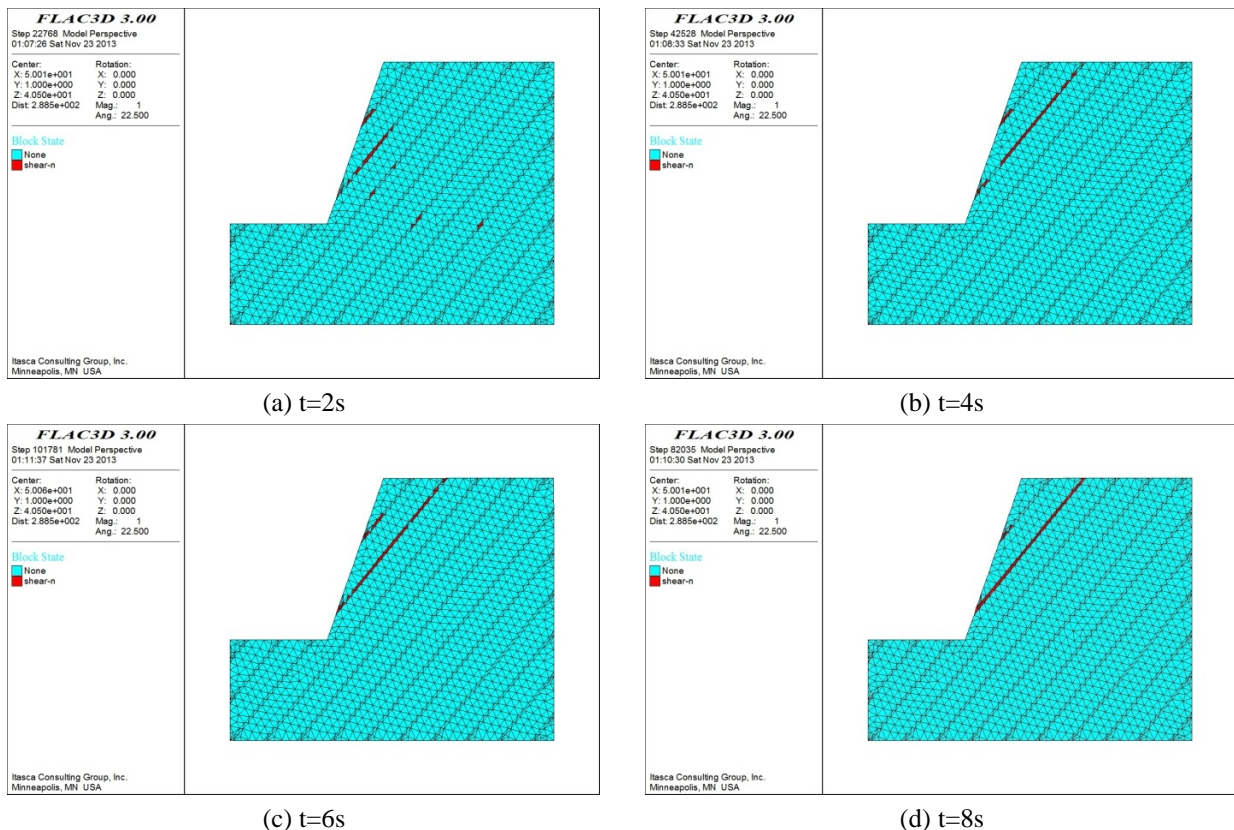 FLAC3D 3.00
Step 22768 Model Perspective
01:07:26 Sat Nov 23 2013
Center: Rotation:
X: 5.001e+001 X: 0.000
Y: 1.000e+000 Y: 0.000
Z: 4.050e+001 Z: 0.000
Dist: 2.885e+002 Mag.: 1
Ang.: 22.500
Block State
None
shear-n
Itasca Consulting Group, Inc.
Minneapolis, MN USA
(a) t=2s
FLAC3D 3.00
Step 42528 Model Perspective
01:08:33 Sat Nov 23 2013
Center: Rotation:
X: 5.001e+001 X: 0.000
Y: 1.000e+000 Y: 0.000
Z: 4.050e+001 Z: 0.000
Dist: 2.885e+002 Mag.: 1
Ang.: 22.500
Block State
None
shear-n
Itasca Consulting Group, Inc.
Minneapolis, MN USA
(b) t=4s
FLAC3D 3.00
Step 101781 Model Perspective
01:11:37 Sat Nov 23 2013
Center: Rotation:
X: 5.006e+001 X: 0.000
Y: 1.000e+000 Y: 0.000
Z: 4.050e+001 Z: 0.000
Dist: 2.885e+002 Mag.: 1
Ang.: 22.500
Block State
None
shear-n
Itasca Consulting Group, Inc.
Minneapolis, MN USA
(c) t=6s
FLAC3D 3.00
Step 82035 Model Perspective
01:10:30 Sat Nov 23 2013
Center: Rotation:
X: 5.001e+001 X: 0.000
Y: 1.000e+000 Y: 0.000
Z: 4.050e+001 Z: 0.000
Dist: 2.885e+002 Mag.: 1
Ang.: 22.500
Block State
None
shear-n
Itasca Consulting Group, Inc.
Minneapolis, MN USA
(d) t=8s